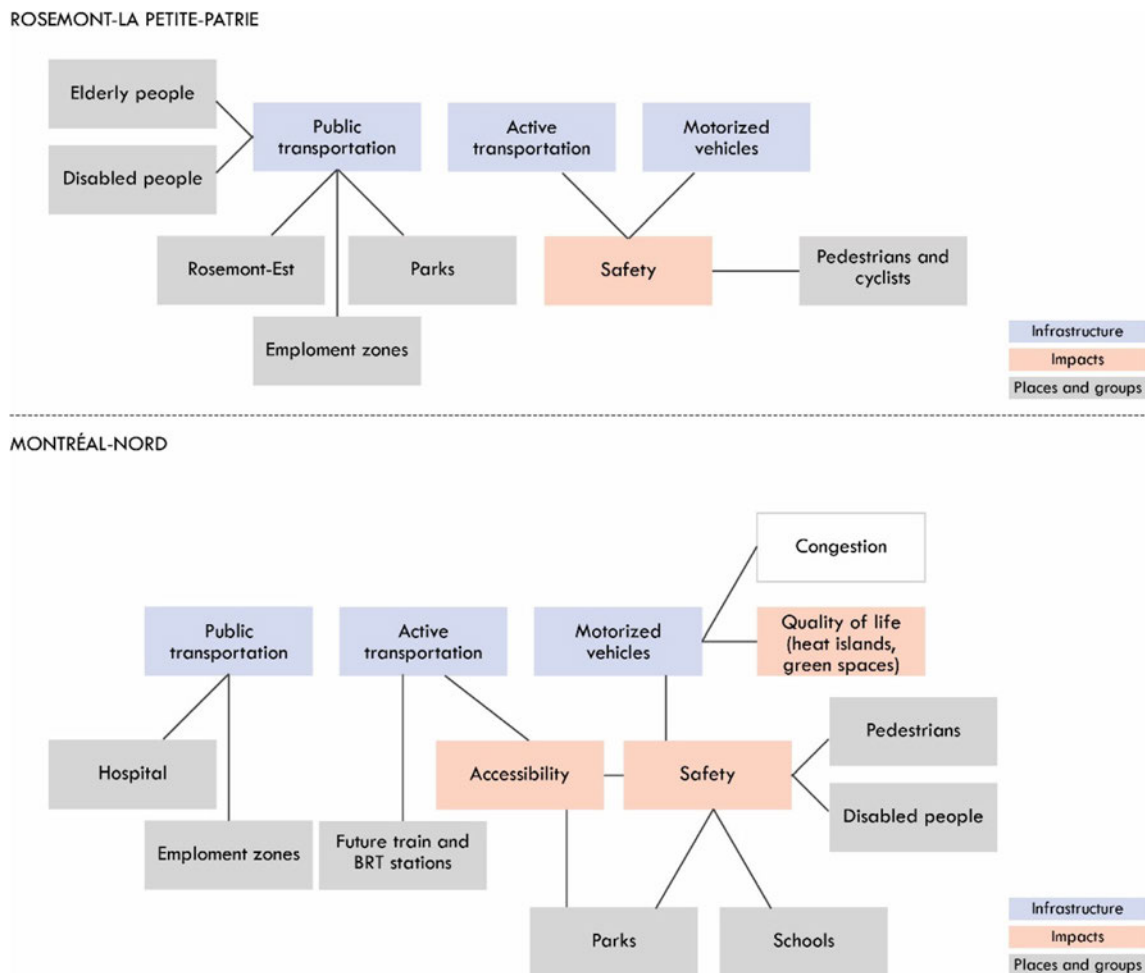 ROSEMONT-LA PETITE-PATRIE
Elderly people
Disabled people
Public
transportation
Active
transportation
Motorized
vehicles
Rosemont-Est
Parks
Emploment zones
Safety
Pedestrians and
cyclists
Infrastructure
Impacts
Places and groups
MONTRÉAL-NORD
Congestion
Public
transportation
Active
transportation
Motorized
vehicles
Quality of life
(heat islands,
green spaces)
Hospital
Emploment zones
Future train and
BRT stations
Accessibility
Safety
Pedestrians
Disabled people
Parks
Schools
Infrastructure
Impacts
Places and groups